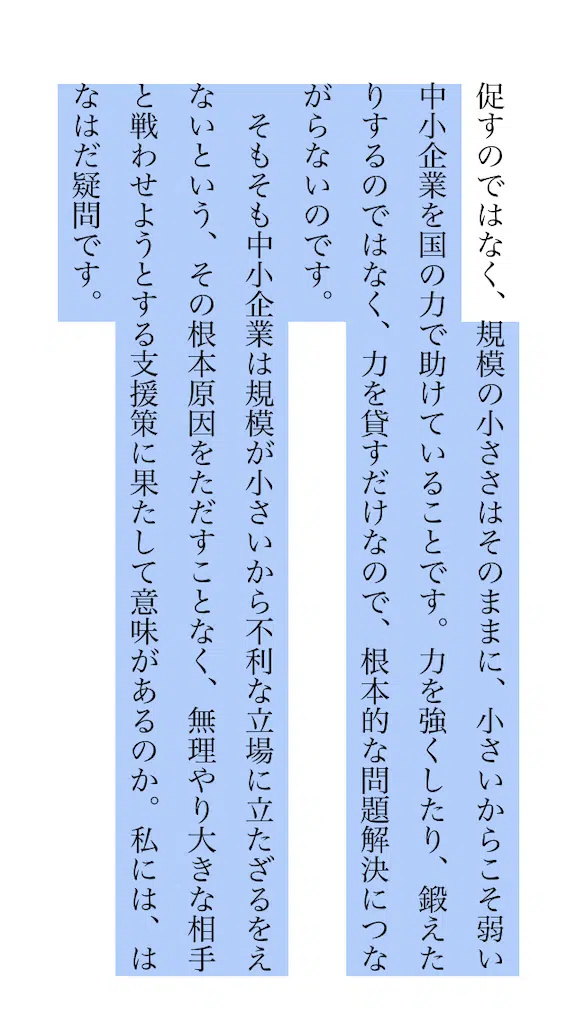 促すのではなく、規模の小ささはそのままに、小さいからこそ弱い
中小企業を国の力で助けていることです。力を強くしたり、鍛えた
りするのではなく、力を貸すだけなので、根本的な問題解決につな
がらないのです。
　そもそも中小企業は規模が小さいから不利な立場に立たざるをえ
ないという、その根本原因をただすことなく、無理やり大きな相手
と戦わせようとする支援策に果たして意味があるのか。私には、は
なはだ疑問です。